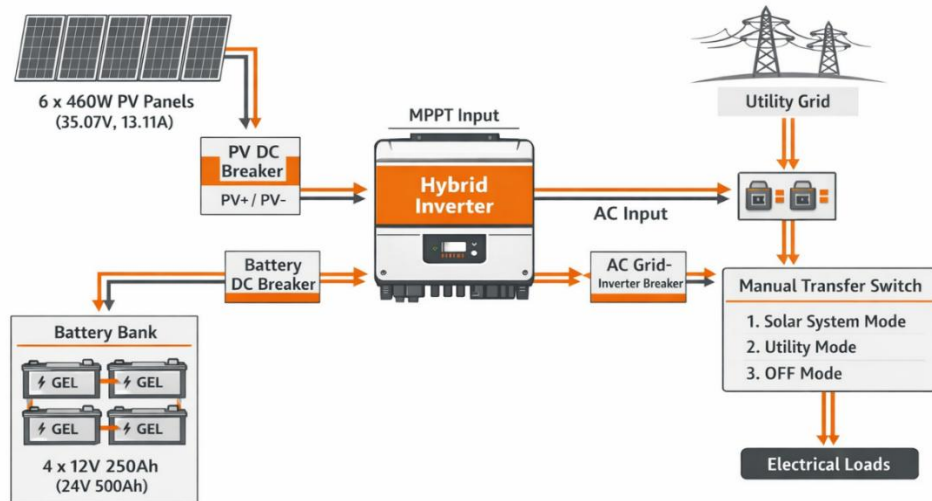 6 x 460W PV Panels
(35.07V, 13.11A)
PV DC
Breaker
PV+ / PV-
MPPT Input
Hybrid
Inverter
Utility Grid
AC Input
Battery
DC Breaker
AC Grid-
Inverter Breaker
Manual Transfer Switch
1. Solar System Mode
2. Utility Mode
3. OFF Mode
Battery Bank
GEL
GEL
GEL
GEL
4 x 12V 250Ah
(24V 500Ah)
Electrical Loads